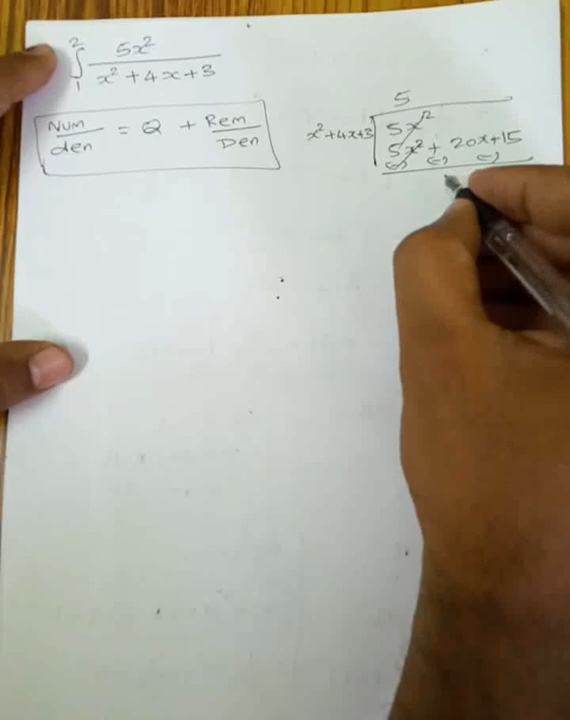 ∫₁² 5x² / (x² + 4x + 3)
Num/den = Q + Rem/Den
5
x²+4x+3 | 5x²
5x² + 20x+15
(-) (-) (-)